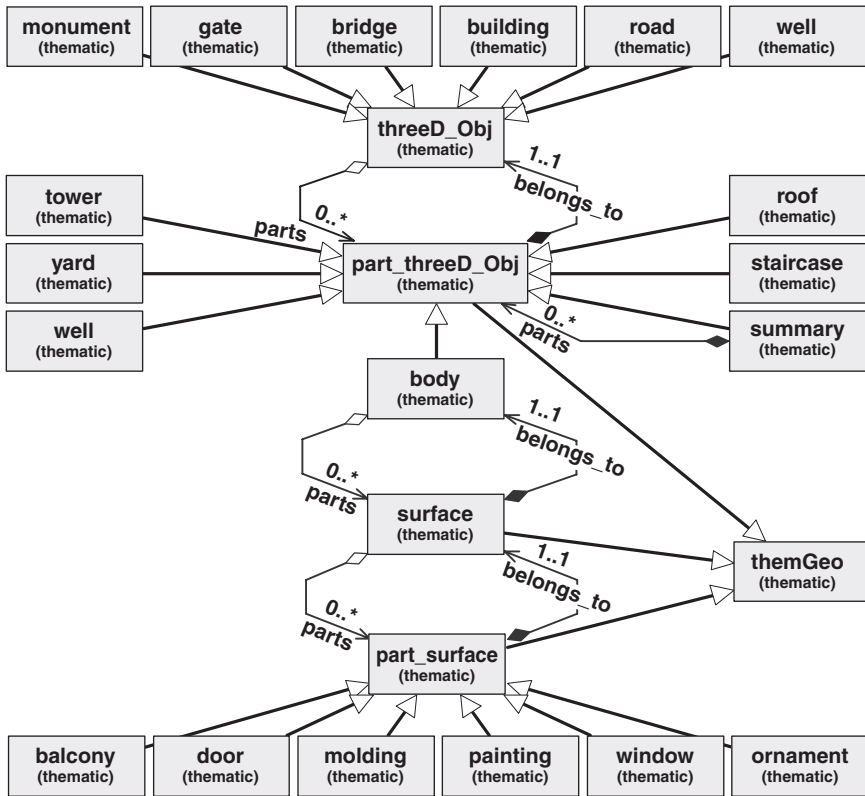 monument
(thematic)
gate
(thematic)
bridge
(thematic)
building
(thematic)
road
(thematic)
well
(thematic)
threeD_Obj
(thematic)
1..1
belongs_to
0..*
parts
tower
(thematic)
yard
(thematic)
well
(thematic)
part_threeD_Obj
(thematic)
roof
(thematic)
staircase
(thematic)
summary
(thematic)
0..*
parts
body
(thematic)
1..1
belongs_to
0..*
parts
surface
(thematic)
1..1
belongs_to
0..*
parts
themGeo
(thematic)
part_surface
(thematic)
balcony
(thematic)
door
(thematic)
molding
(thematic)
painting
(thematic)
window
(thematic)
ornament
(thematic)